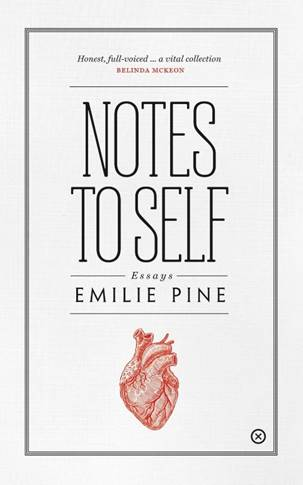 Honest, full-voiced ... a vital collection
BELINDA MCKEON
NOTES
TO SELF
Essays
EMILIE PINE